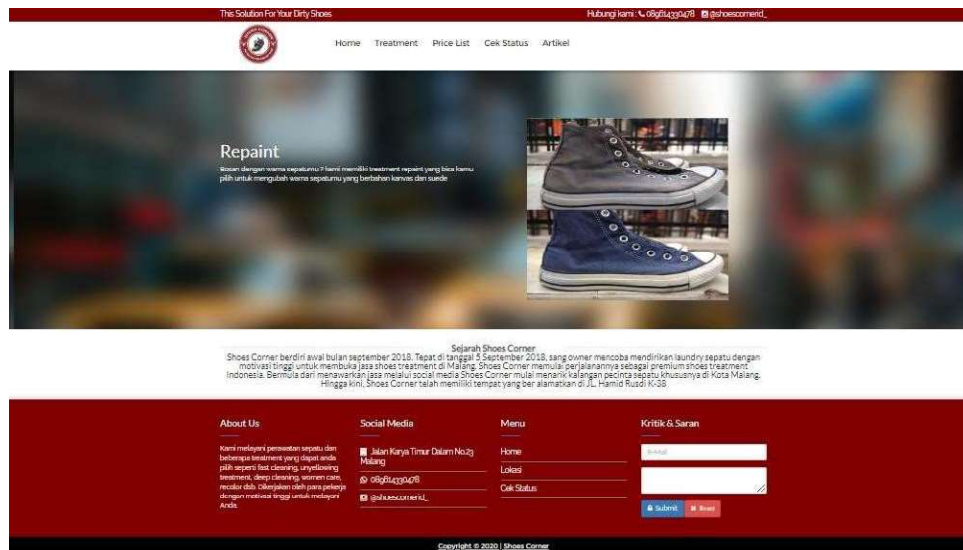 This Solution For Your Dirty Shoes
Hubungi kami : 089614330478 @shoescornerid_
Home Treatment Price List Cek Status Artikel
Repaint
Bosan dengan warna sepatumu ? kami memiliki treatment repaint yang bisa kamu
pilih untuk mengubah warna sepatumu yang berbahan kanvas dan suede
Sejarah Shoes Corner
Shoes Corner berdiri awal bulan september 2018. Tepat di tanggal 5 September 2018, sang owner mencoba mendirikan laundry sepatu dengan
motivasi tinggi untuk membuka jasa shoes treatment di Malang. Shoes Corner memulai perjalanannya sebagai premium shoes treatment
Indonesia. Bermula dari menawarkan jasa melalui social media Shoes Corner mulai menarik kalangan pecinta sepatu khususnya di Kota Malang.
Hingga kini, Shoes Corner telah memiliki tempat yang ber alamatkan di JL. Hamid Rusdi K-38
About Us
Kami melayani perawatan sepatu dan
beberapa treatment yang dapat anda
pilih seperti fast cleaning, unyellowing
treatment, deep cleaning, women care,
recolor dsb. Dikerjakan oleh para pekerja
dengan motivasi tinggi untuk melayani
Anda.
Social Media
Jalan Karya Timur Dalam No.23
Malang
089614330478
@shoescornerid_
Menu
Home
Lokasi
Cek Status
Kritik & Saran
Submit Reset
Copyright © 2020 | Shoes Corner